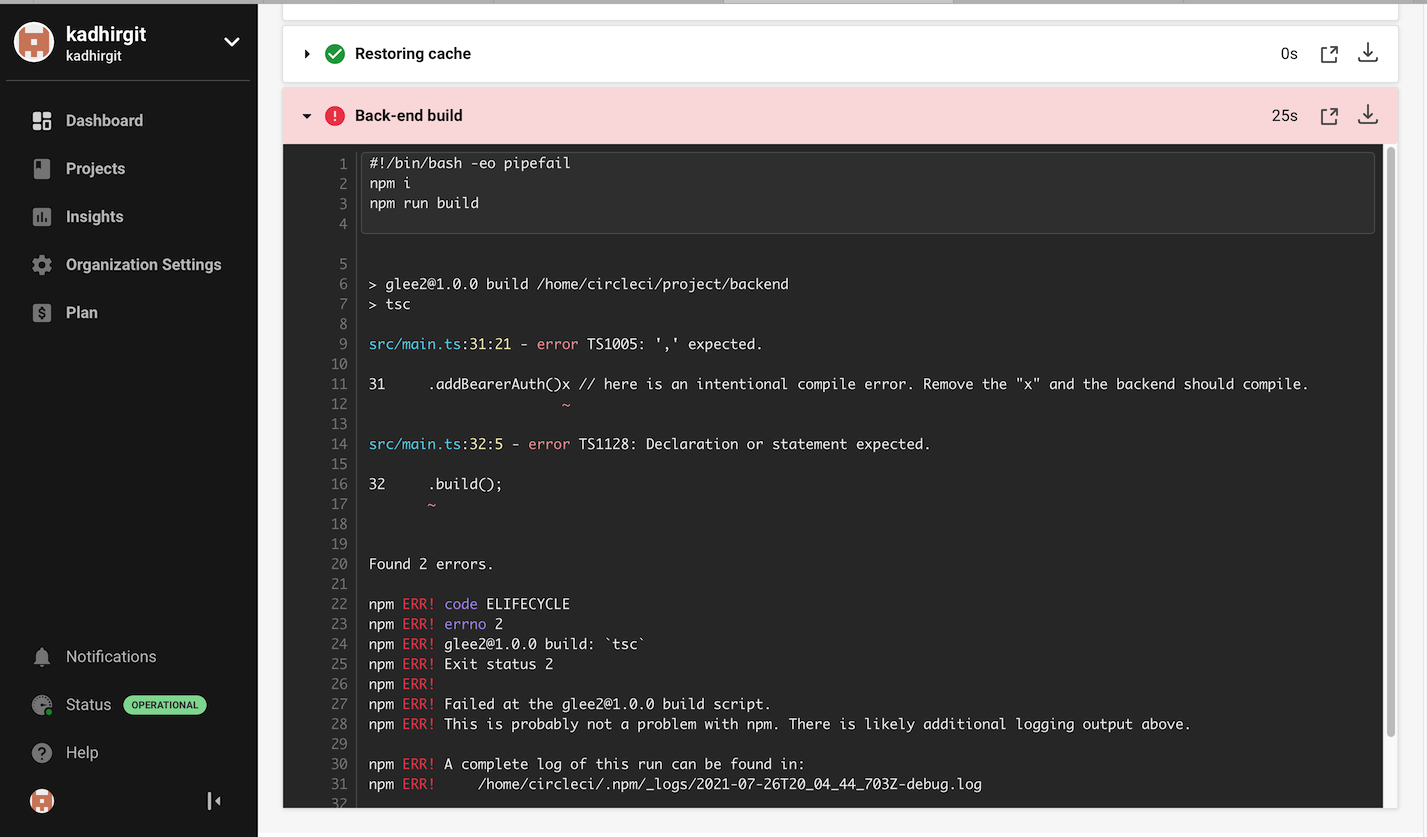 kadhirgit
kadhirgit
Dashboard
Projects
Insights
Organization Settings
Plan
Notifications
Status OPERATIONAL
Help
Restoring cache 0s
Back-end build 25s
1 #!/bin/bash -eo pipefail
2 npm i
3 npm run build
4
5
6 > glee2@1.0.0 build /home/circleci/project/backend
7 > tsc
8
9 src/main.ts:31:21 - error TS1005: ',' expected.
10
11 31     .addBearerAuth()x // here is an intentional compile error. Remove the "x" and the backend should compile.
12                        ~
13
14 src/main.ts:32:5 - error TS1128: Declaration or statement expected.
15
16 32     .build();
17        ~
18
19
20 Found 2 errors.
21
22 npm ERR! code ELIFECYCLE
23 npm ERR! errno 2
24 npm ERR! glee2@1.0.0 build: `tsc`
25 npm ERR! Exit status 2
26 npm ERR!
27 npm ERR! Failed at the glee2@1.0.0 build script.
28 npm ERR! This is probably not a problem with npm. There is likely additional logging output above.
29
30 npm ERR! A complete log of this run can be found in:
31 npm ERR!     /home/circleci/.npm/_logs/2021-07-26T20_04_44_703Z-debug.log
32